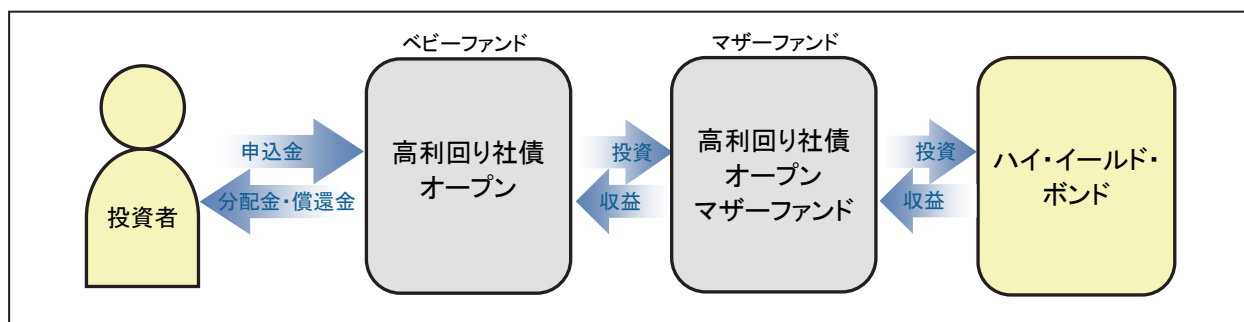 ベビーファンド
マザーファンド
投資者
申込金
分配金・償還金
高利回り社債
オープン
投資
収益
高利回り社債
オープン
マザーファンド
投資
収益
ハイ・イールド・
ボンド